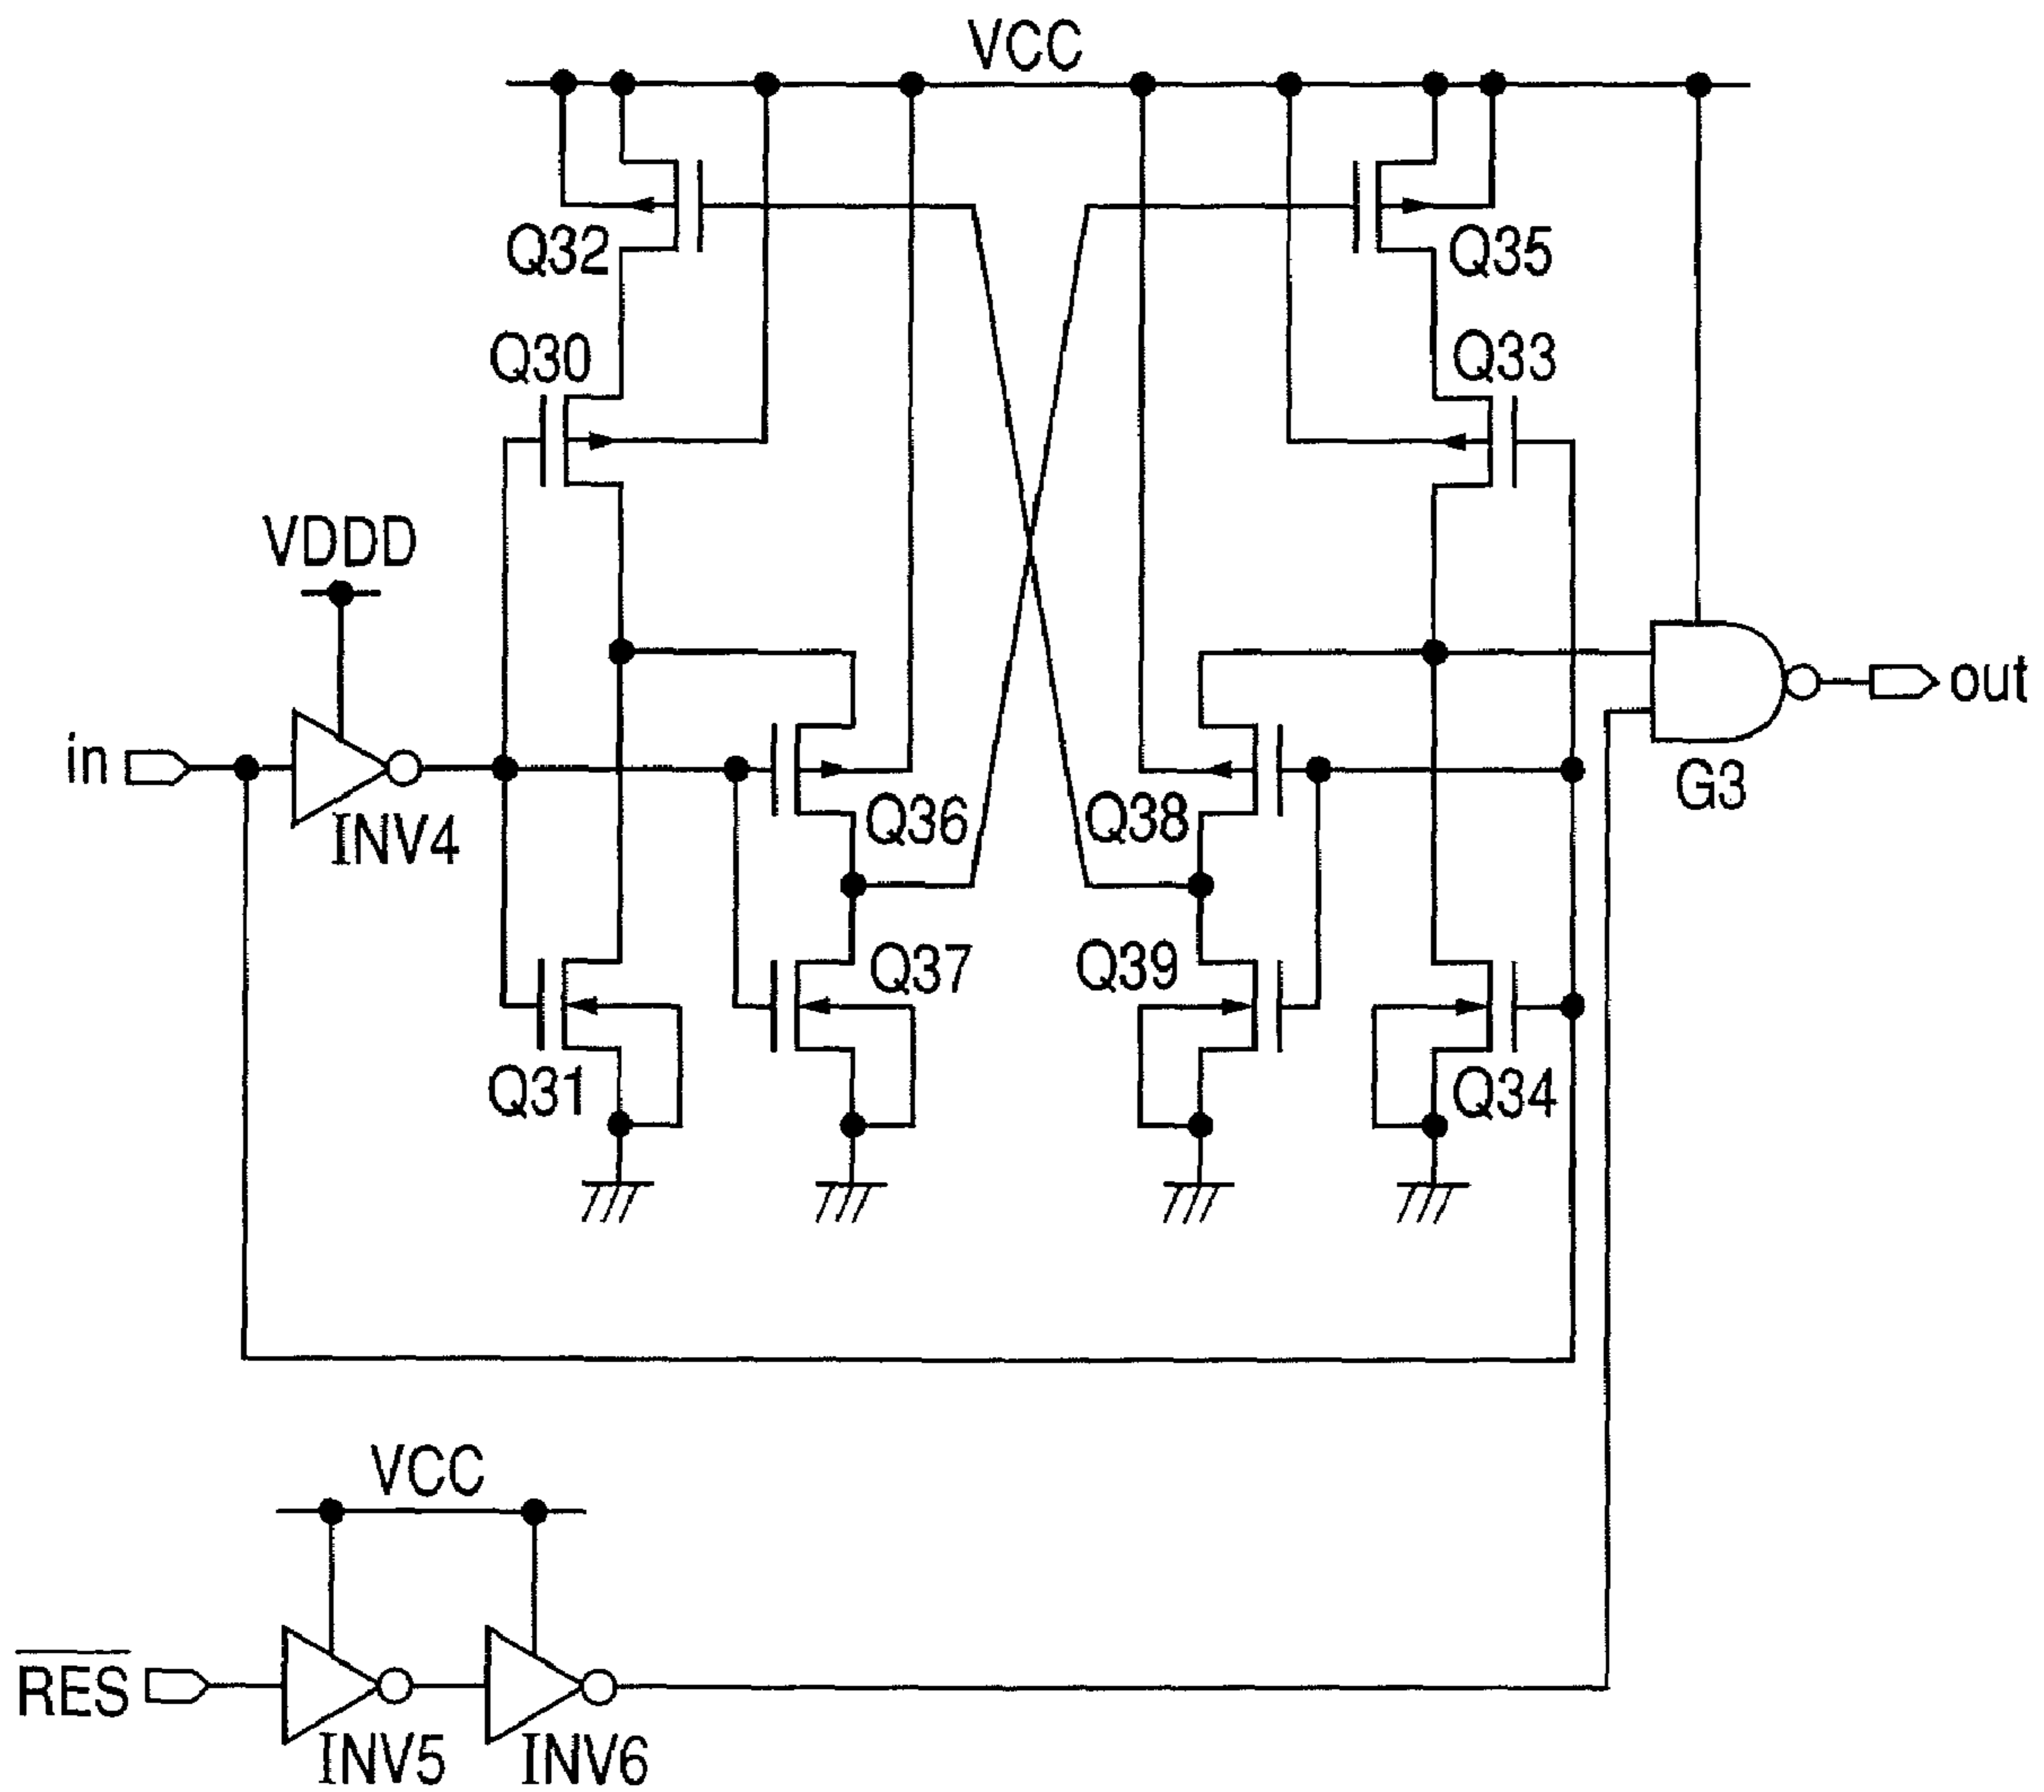 VCC
Q32
Q35
Q30
Q33
VDDD
in
out
INV4
Q36
Q38
G3
Q37
Q39
Q31
Q34
VCC
RES
INV5
INV6